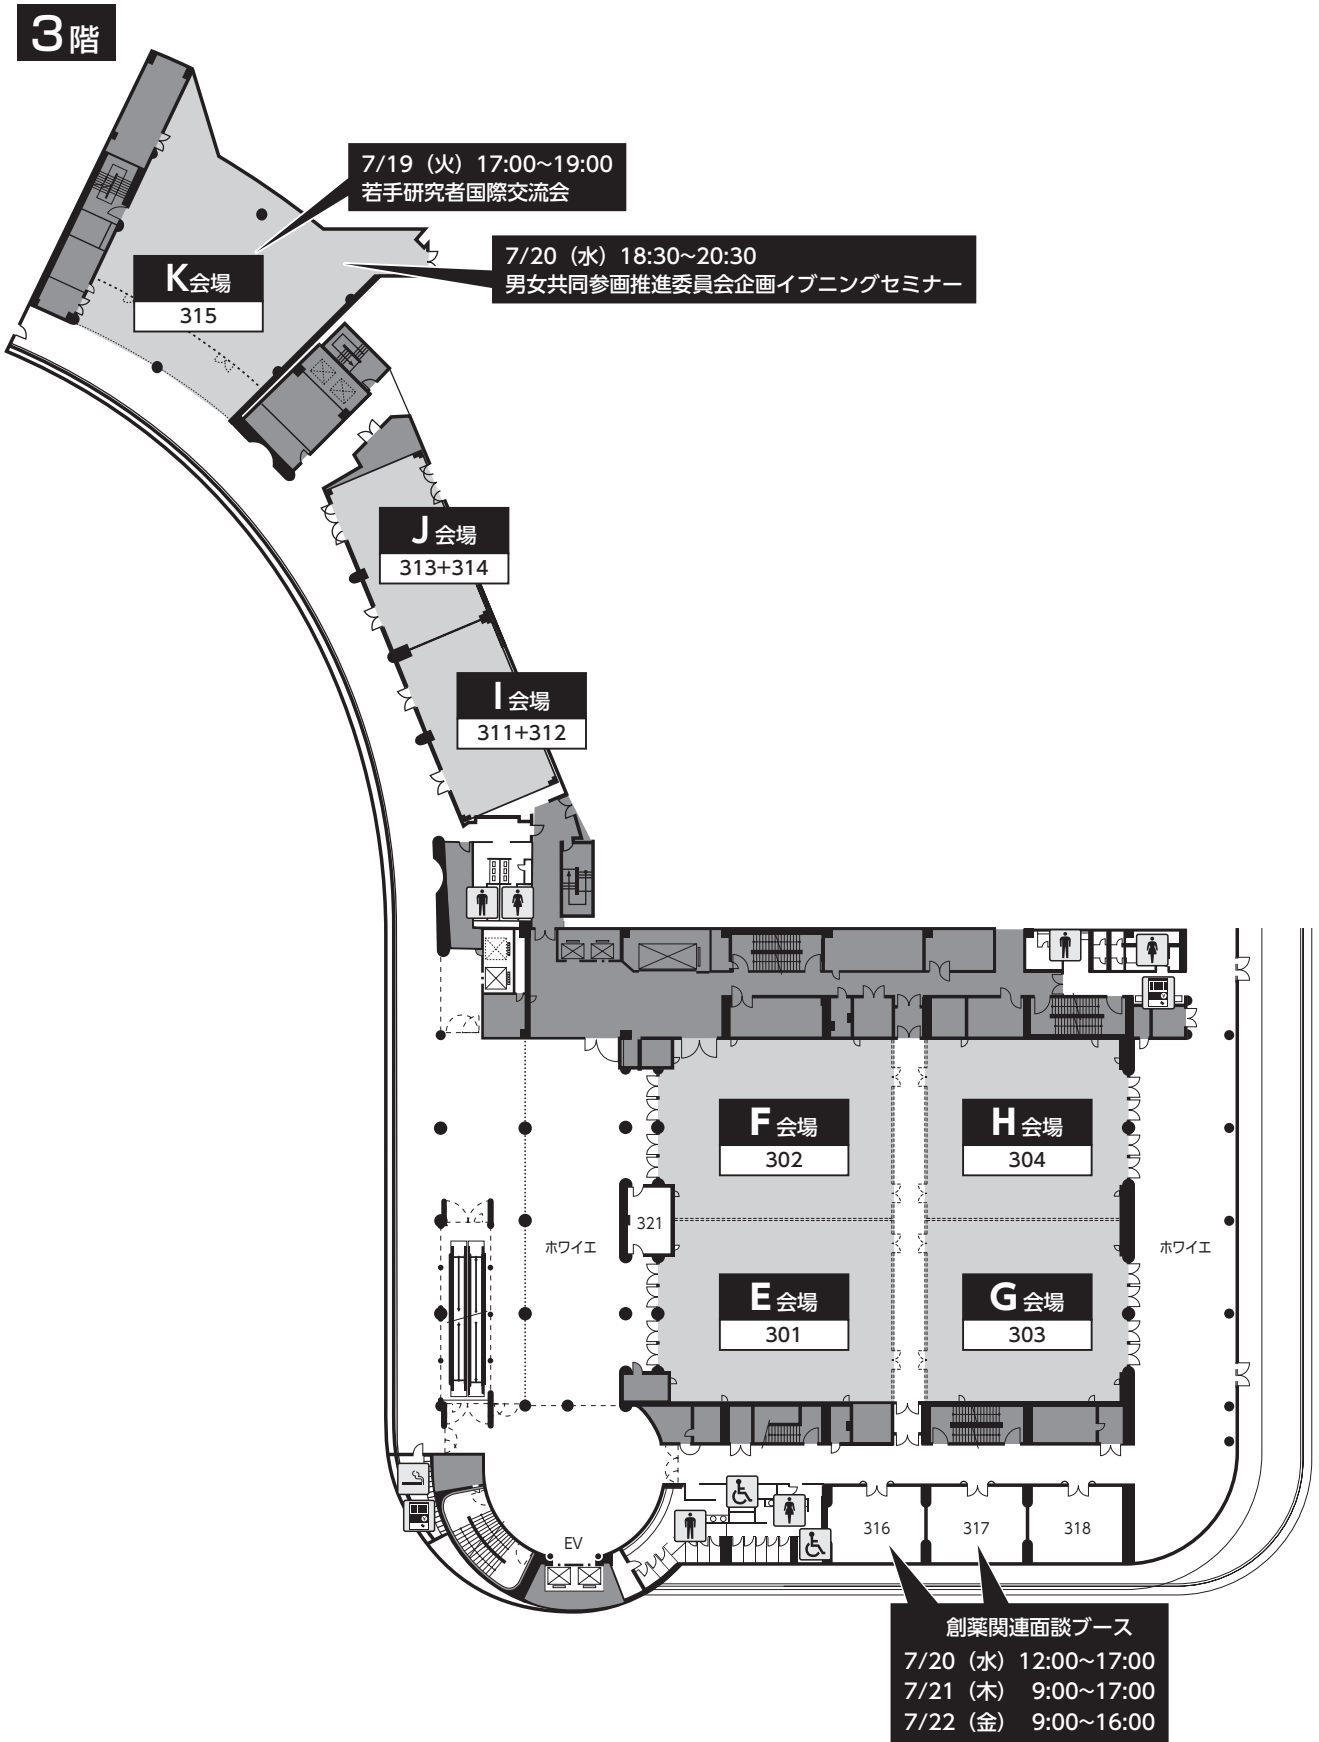 3階
7/19（火）17:00~19:00
若手研究者国際交流会
7/20（水）18:30~20:30
男女共同参画推進委員会企画イブニングセミナー
K会場
315
J会場
313+314
I会場
311+312
F会場
302
H会場
304
321
ホワイエ
ホワイエ
E会場
301
G会場
303
EV
316
317
318
創薬関連面談ブース
7/20（水）12:00~17:00
7/21（木） 9:00~17:00
7/22（金） 9:00~16:00